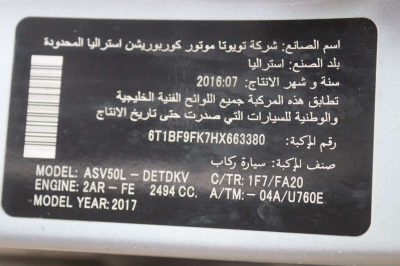 اسم الصانع: شركة تويوتا موتور كوربوريشن استراليا المحدودة
بلد الصنع: استراليا
سنة و شهر الانتاج: 2016:07
تطابق هذه المركبة جميع اللوائح الفنية الخليجية
والوطنية للسيارات التي صدرت حتى تاريخ الانتاج
رقم المركبة: 6T1BF9FK7HX663380
صنف المركبة: سيارة ركاب
MODEL: ASV50L - DETDKV C/TR: 1F7/FA20
ENGINE: 2AR - FE 2494 CC. A/TM: -04A/U760E
MODEL YEAR: 2017